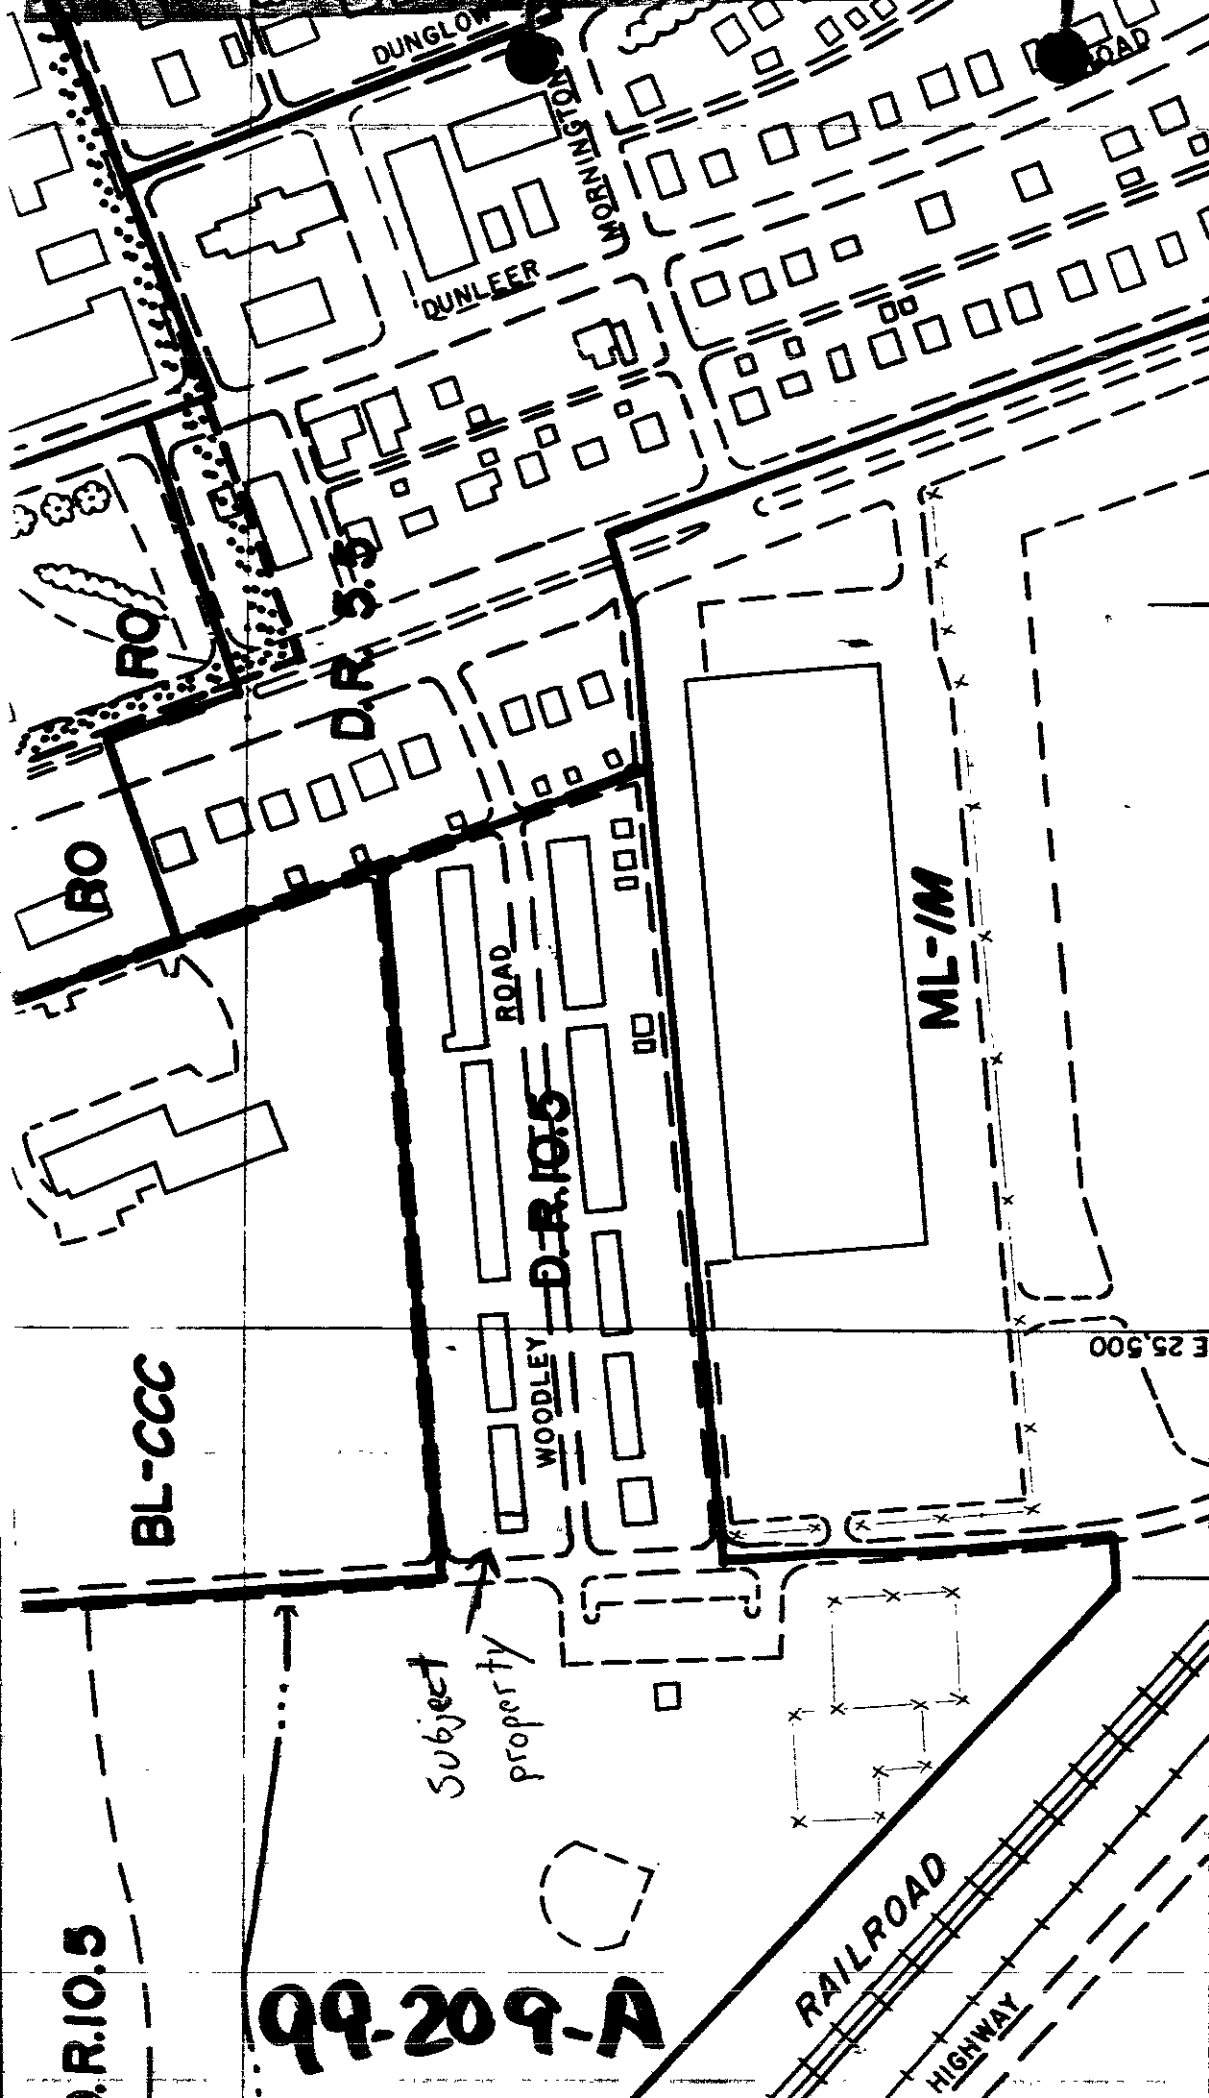 DUNGLOW
ROAD
MORNINGTON
DUNLEER
RO
D.R. 5.5
RO
ML-IM
ROAD
D.R.10.5
E 25,500
WOODLEY
BL-CCC
Subject
property
RAILROAD
D.R.10.5
99-209-A
HIGHWAY